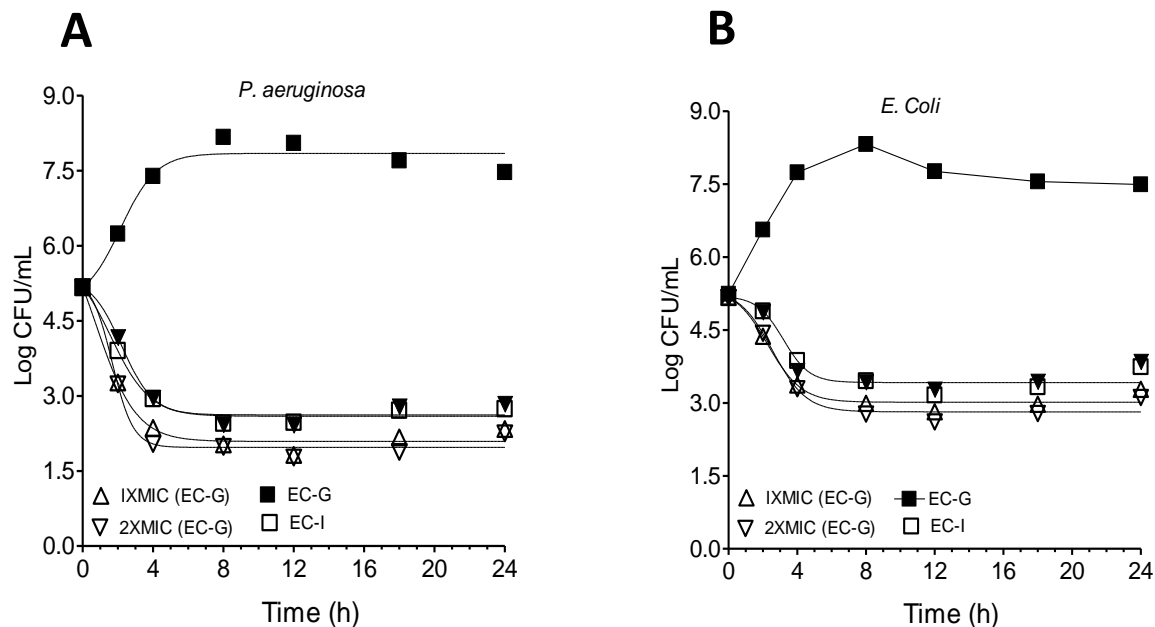 A
P. aeruginosa
Log CFU/mL
9.0
7.5
6.0
4.5
3.0
1.5
0.0
IXMIC (EC-G)
2XMIC (EC-G)
EC-G
EC-I
0 4 8 12 16 20 24
Time (h)
B
E. Coli
Log CFU/mL
9.0
7.5
6.0
4.5
3.0
1.5
0.0
IXMIC (EC-G)
2XMIC (EC-G)
EC-G
EC-I
0 4 8 12 16 20 24
Time (h)